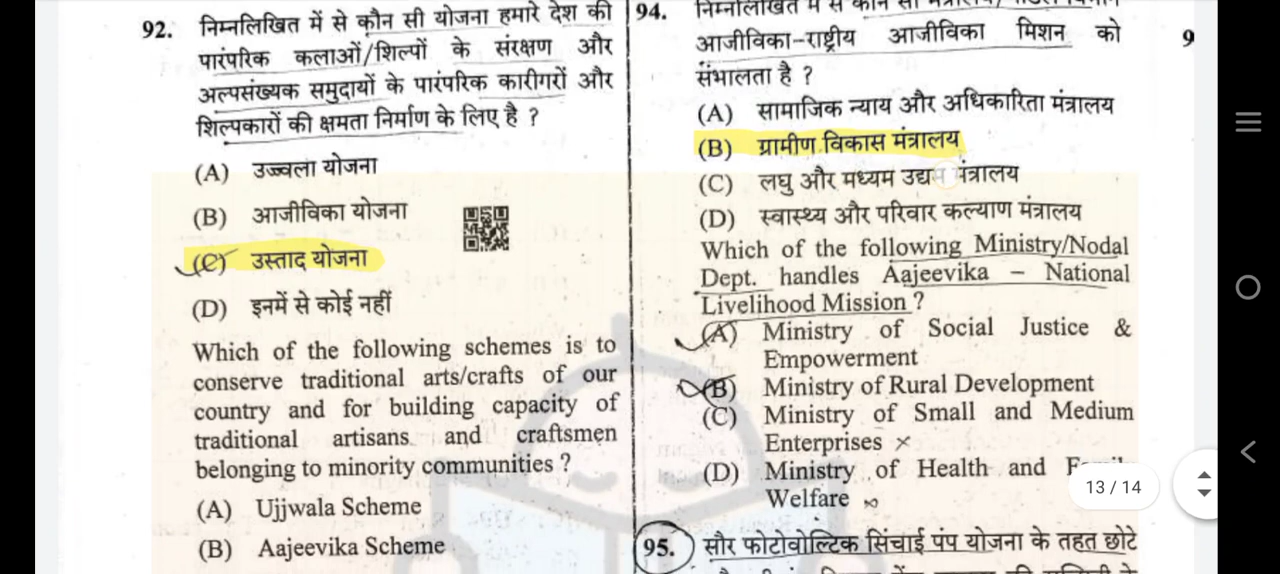 92. निम्नलिखित में से कौन सी योजना हमारे देश की
पारंपरिक कलाओं/शिल्पों के संरक्षण और
अल्पसंख्यक समुदायों के पारंपरिक कारीगरों और
शिल्पकारों की क्षमता निर्माण के लिए है ?
(A) उज्ज्वला योजना
(B) आजीविका योजना
(C) उस्ताद योजना
(D) इनमें से कोई नहीं
Which of the following schemes is to
conserve traditional arts/crafts of our
country and for building capacity of
traditional artisans and craftsmen
belonging to minority communities ?
(A) Ujjwala Scheme
(B) Aajeevika Scheme
94. निम्नलिखित में से कौन सा
आजीविका-राष्ट्रीय आजीविका मिशन को
संभालता है ?
(A) सामाजिक न्याय और अधिकारिता मंत्रालय
(B) ग्रामीण विकास मंत्रालय
(C) लघु और मध्यम उद्यम मंत्रालय
(D) स्वास्थ्य और परिवार कल्याण मंत्रालय
Which of the following Ministry/Nodal
Dept. handles Aajeevika – National
Livelihood Mission ?
(A) Ministry of Social Justice &
Empowerment
(B) Ministry of Rural Development
(C) Ministry of Small and Medium
Enterprises
(D) Ministry of Health and Family
Welfare
95. सौर फोटोवोल्टिक सिंचाई पंप योजना के तहत छोटे
9
13 / 14